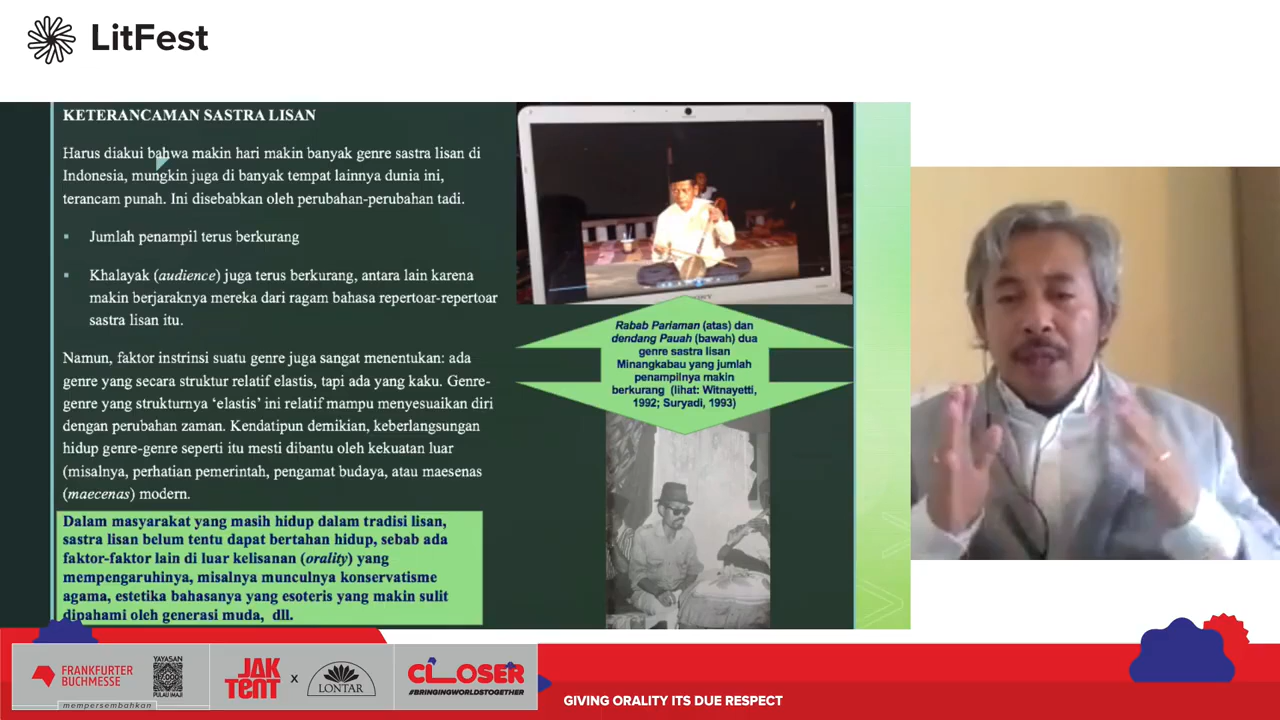 LitFest
KETERANCAMAN SASTRA LISAN
Harus diakui bahwa makin hari makin banyak genre sastra lisan di
Indonesia, mungkin juga di banyak tempat lainnya dunia ini,
terancam punah. Ini disebabkan oleh perubahan-perubahan tadi.
Jumlah penampil terus berkurang
Khalayak (audience) juga terus berkurang, antara lain karena
makin berjaraknya mereka dari ragam bahasa repertoar-repertoar
sastra lisan itu.
Namun, faktor instrinsi suatu genre juga sangat menentukan: ada
genre yang secara struktur relatif elastis, tapi ada yang kaku. Genre-
genre yang strukturnya ‘elastis’ ini relatif mampu menyesuaikan diri
dengan perubahan zaman. Kendatipun demikian, keberlangsungan
hidup genre-genre seperti itu mesti dibantu oleh kekuatan luar
(misalnya, perhatian pemerintah, pengamat budaya, atau maesenas
(maecenas) modern.
Dalam masyarakat yang masih hidup dalam tradisi lisan,
sastra lisan belum tentu dapat bertahan hidup, sebab ada
faktor-faktor lain di luar kelisanan (orality) yang
mempengaruhinya, misalnya munculnya konservatisme
agama, estetika bahasanya yang esoteris yang makin sulit
dipahami oleh generasi muda, dll.
SONY
Rabab Pariaman (atas) dan
dendang Pauah (bawah) dua
genre sastra lisan
Minangkabau yang jumlah
penampilnya makin
berkurang (lihat: Witnayetti,
1992; Suryadi, 1993)
FRANKFURTER
BUCHMESSE
YAYASAN
17.000
PULAU IMAJI
mempersembahkan
JAK
TENT
X
LONTAR
CLOSER
#BRINGINGWORLDSTOGETHER
GIVING ORALITY ITS DUE RESPECT